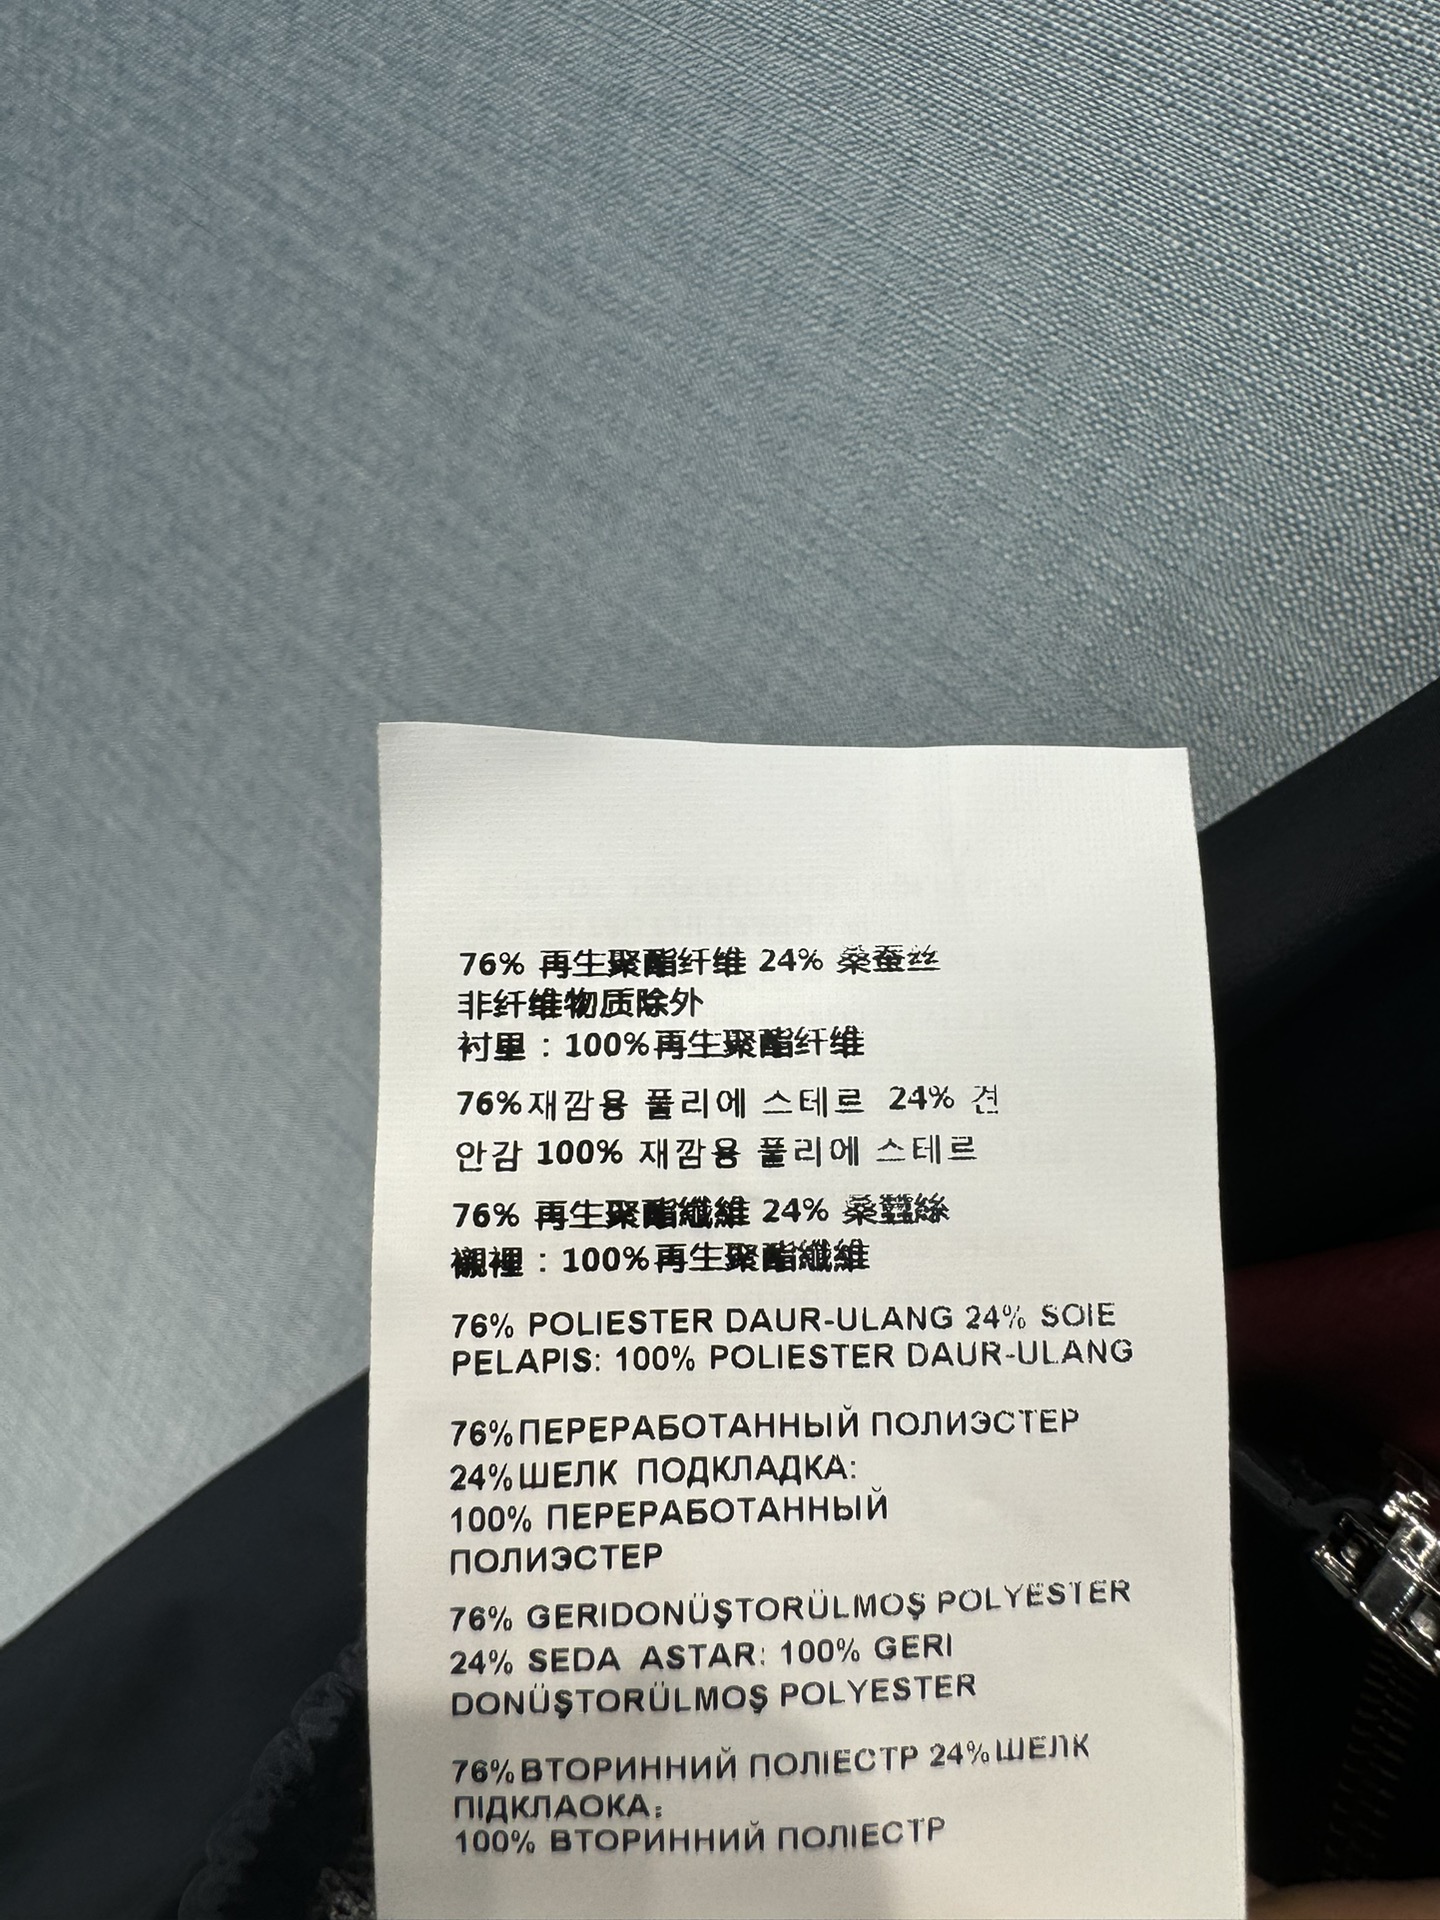 76% 再生聚酯纤维 24% 桑蚕丝
非纤维物质除外
衬里：100%再生聚酯纤维
76%재깜용 풀리에 스테르 24% 견
안감 100% 재깜용 풀리에 스테르
76% 再生聚酯纖維 24% 桑蠶絲
襯裡：100%再生聚酯纖維
76% POLIESTER DAUR-ULANG 24% SOIE
PELAPIS: 100% POLIESTER DAUR-ULANG
76%ПЕРЕРАБОТАННЫЙ ПОЛИЭСТЕР
24%ШЕЛК ПОДКЛАДКА:
100% ПЕРЕРАБОТАННЫЙ
ПОЛИЭСТЕР
76% GERIDONÜŞTORÜLMOŞ POLYESTER
24% SEDA ASTAR: 100% GERI
DONÜŞTORÜLMOŞ POLYESTER
76%ВТОРИННИЙ ПОЛІЕСТР 24%ШЕЛК
ПІДКЛАОКА:
100% ВТОРИННИЙ ПОЛІЕСТР